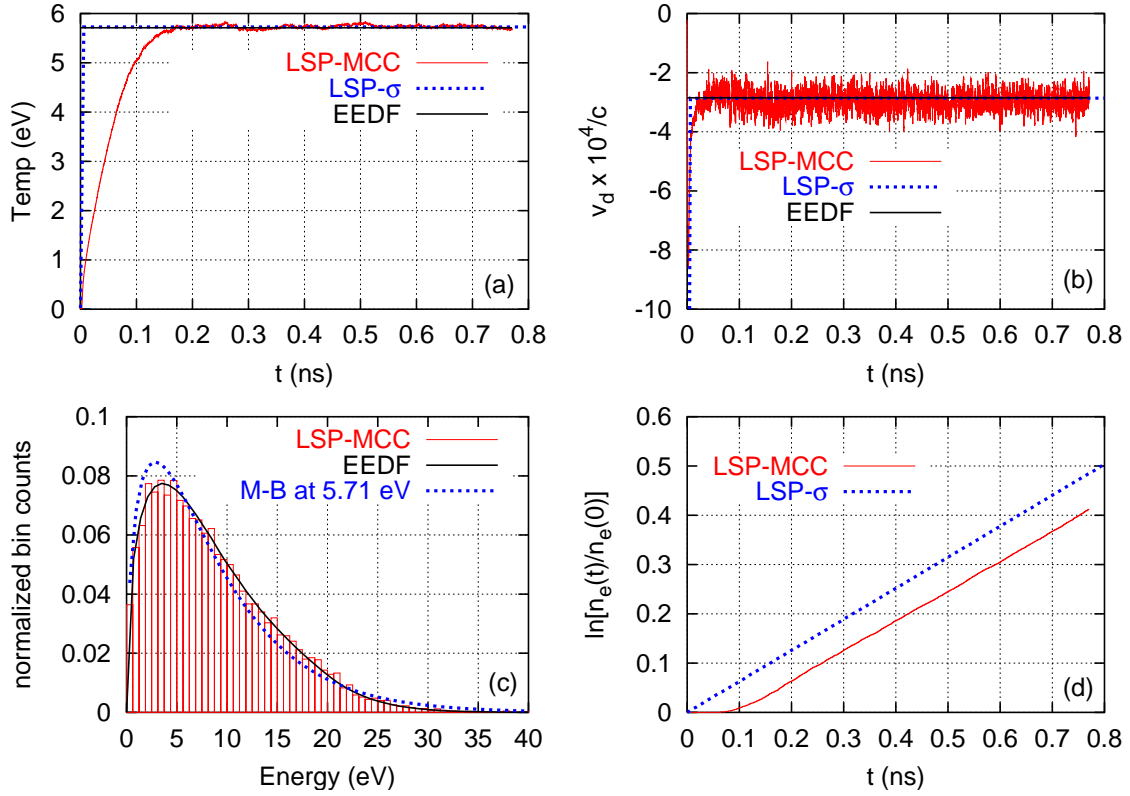 6
5
4
3
2
1
0
0 0.1 0.2 0.3 0.4 0.5 0.6 0.7 0.8
Temp (eV)
t (ns)
LSP-MCC
LSP-σ
EEDF
(a)
0
-2
-4
-6
-8
-10
0 0.1 0.2 0.3 0.4 0.5 0.6 0.7 0.8
v_d x 10^4/c
t (ns)
LSP-MCC
LSP-σ
EEDF
(b)
0.1
0.08
0.06
0.04
0.02
0
0 5 10 15 20 25 30 35 40
normalized bin counts
Energy (eV)
LSP-MCC
EEDF
M-B at 5.71 eV
(c)
0.6
0.5
0.4
0.3
0.2
0.1
0
0 0.1 0.2 0.3 0.4 0.5 0.6 0.7 0.8
ln[n_e(t)/n_e(0)]
t (ns)
LSP-MCC
LSP-σ
(d)